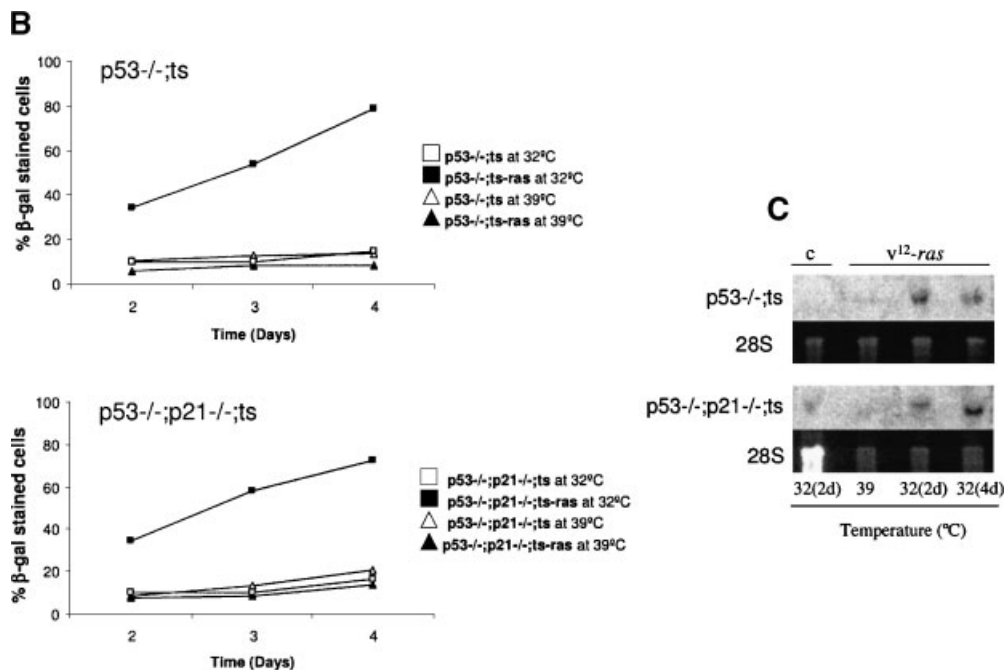 B
p53-/-;ts
% β-gal stained cells
100
80
60
40
20
0
2 3 4
Time (Days)
p53-/-;ts at 32ºC
p53-/-;ts-ras at 32ºC
p53-/-;ts at 39ºC
p53-/-;ts-ras at 39ºC
p53-/-;p21-/-;ts
% β-gal stained cells
100
80
60
40
20
0
2 3 4
Time (Days)
p53-/-;p21-/-;ts at 32ºC
p53-/-;p21-/-;ts-ras at 32ºC
p53-/-;p21-/-;ts at 39ºC
p53-/-;p21-/-;ts-ras at 39ºC
C
c v¹²-ras
p53-/-;ts
28S
p53-/-;p21-/-;ts
28S
32(2d) 39 32(2d) 32(4d)
Temperature (ºC)